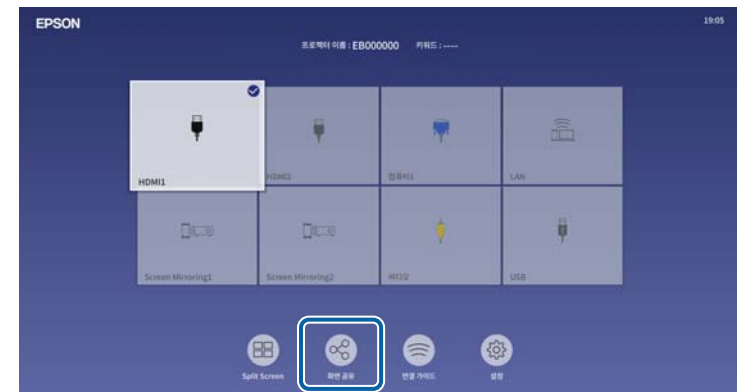 EPSON
19:05
프로젝터 이름 : EB000000 키워드 : ----
HDMI1
HDMI2
컴퓨터1
LAN
Screen Mirroring1
Screen Mirroring2
비디오
USB
Split Screen
화면 공유
연결 가이드
설정